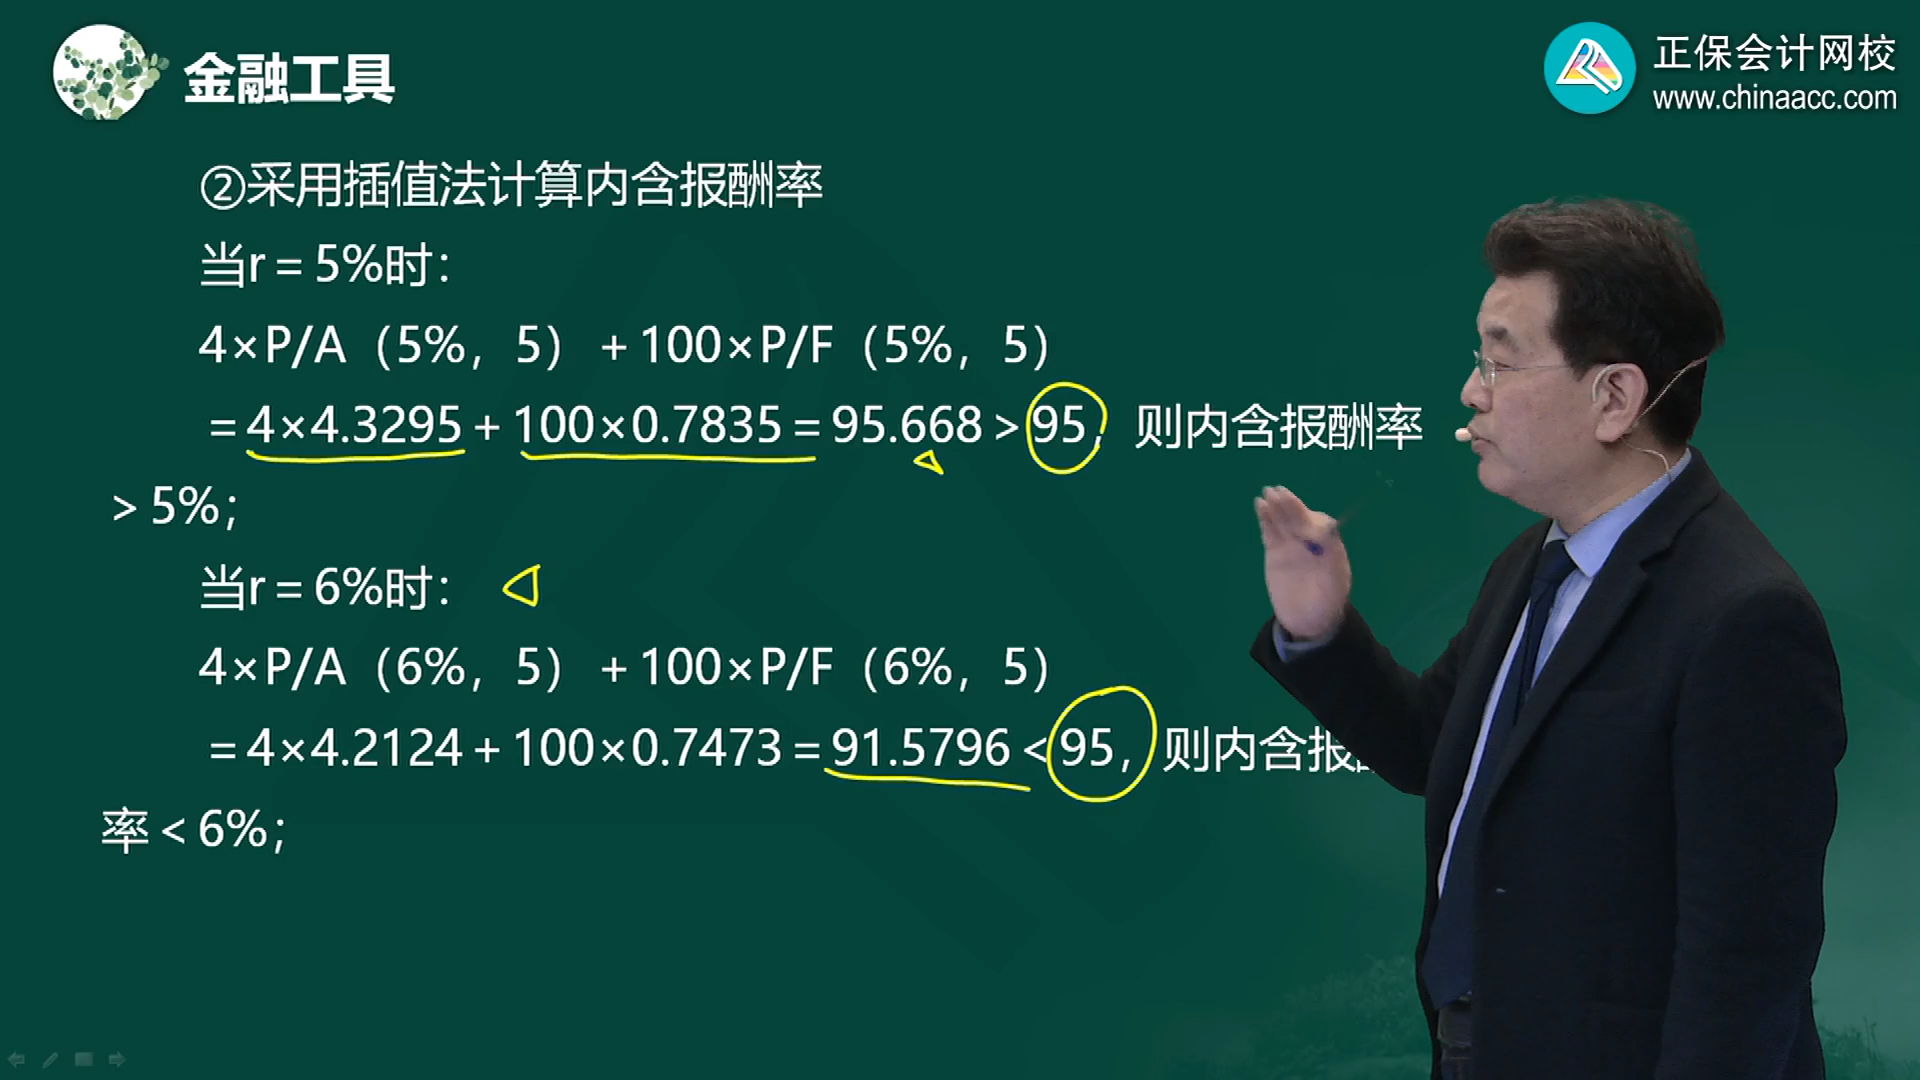 金融工具
正保会计网校
www.chinaacc.com
②采用插值法计算内含报酬率
当r＝5%时：
4×P/A（5%，5）＋100×P/F（5%，5）
＝4×4.3295＋100×0.7835＝95.668＞95，则内含报酬率
＞5%；
当r＝6%时：
4×P/A（6%，5）＋100×P/F（6%，5）
＝4×4.2124＋100×0.7473＝91.5796＜95，则内含报
率＜6%；